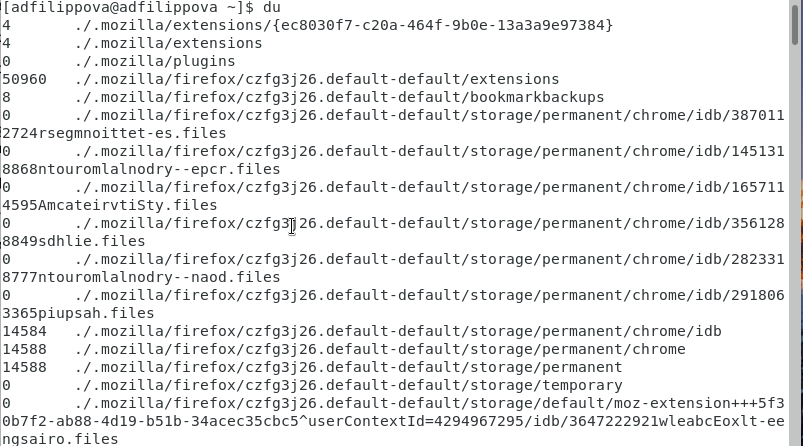 [adfilippova@adfilippova ~]$ du
4       ./.mozilla/extensions/{ec8030f7-c20a-464f-9b0e-13a3a9e97384}
4       ./.mozilla/extensions
0       ./.mozilla/plugins
50960   ./.mozilla/firefox/czfg3j26.default-default/extensions
8       ./.mozilla/firefox/czfg3j26.default-default/bookmarkbackups
0       ./.mozilla/firefox/czfg3j26.default-default/storage/permanent/chrome/idb/387011
2724rsegmnoittet-es.files
0       ./.mozilla/firefox/czfg3j26.default-default/storage/permanent/chrome/idb/145131
8868ntouromlalnodry--epcr.files
0       ./.mozilla/firefox/czfg3j26.default-default/storage/permanent/chrome/idb/165711
4595AmcateirvtiSty.files
0       ./.mozilla/firefox/czfg3j26.default-default/storage/permanent/chrome/idb/356128
8849sdhlie.files
0       ./.mozilla/firefox/czfg3j26.default-default/storage/permanent/chrome/idb/282331
8777ntouromlalnodry--naod.files
0       ./.mozilla/firefox/czfg3j26.default-default/storage/permanent/chrome/idb/291806
3365piupsah.files
14584   ./.mozilla/firefox/czfg3j26.default-default/storage/permanent/chrome/idb
14588   ./.mozilla/firefox/czfg3j26.default-default/storage/permanent/chrome
14588   ./.mozilla/firefox/czfg3j26.default-default/storage/permanent
0       ./.mozilla/firefox/czfg3j26.default-default/storage/temporary
0       ./.mozilla/firefox/czfg3j26.default-default/storage/default/moz-extension+++5f3
0b7f2-ab88-4d19-b51b-34acec35cbc5^userContextId=4294967295/idb/3647222921wleabcEoxlt-ee
ngsairo.files